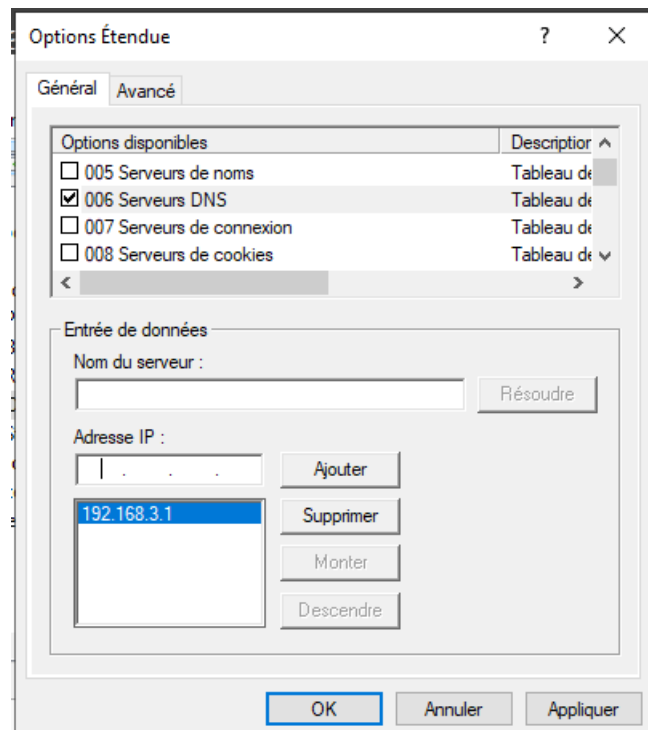 Options Étendue
Général Avancé
Options disponibles Description
005 Serveurs de noms Tableau de
006 Serveurs DNS Tableau de
007 Serveurs de connexion Tableau de
008 Serveurs de cookies Tableau de
Entrée de données
Nom du serveur :
Résoudre
Adresse IP :
Ajouter
192.168.3.1
Supprimer
Monter
Descendre
OK Annuler Appliquer